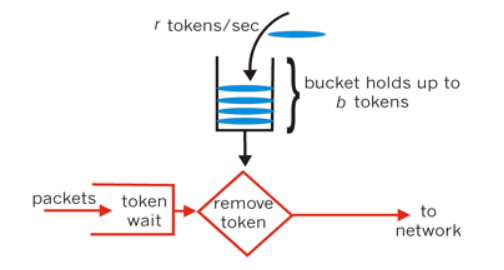 r tokens/sec
bucket holds up to
b tokens
packets
token
wait
remove
token
to
network